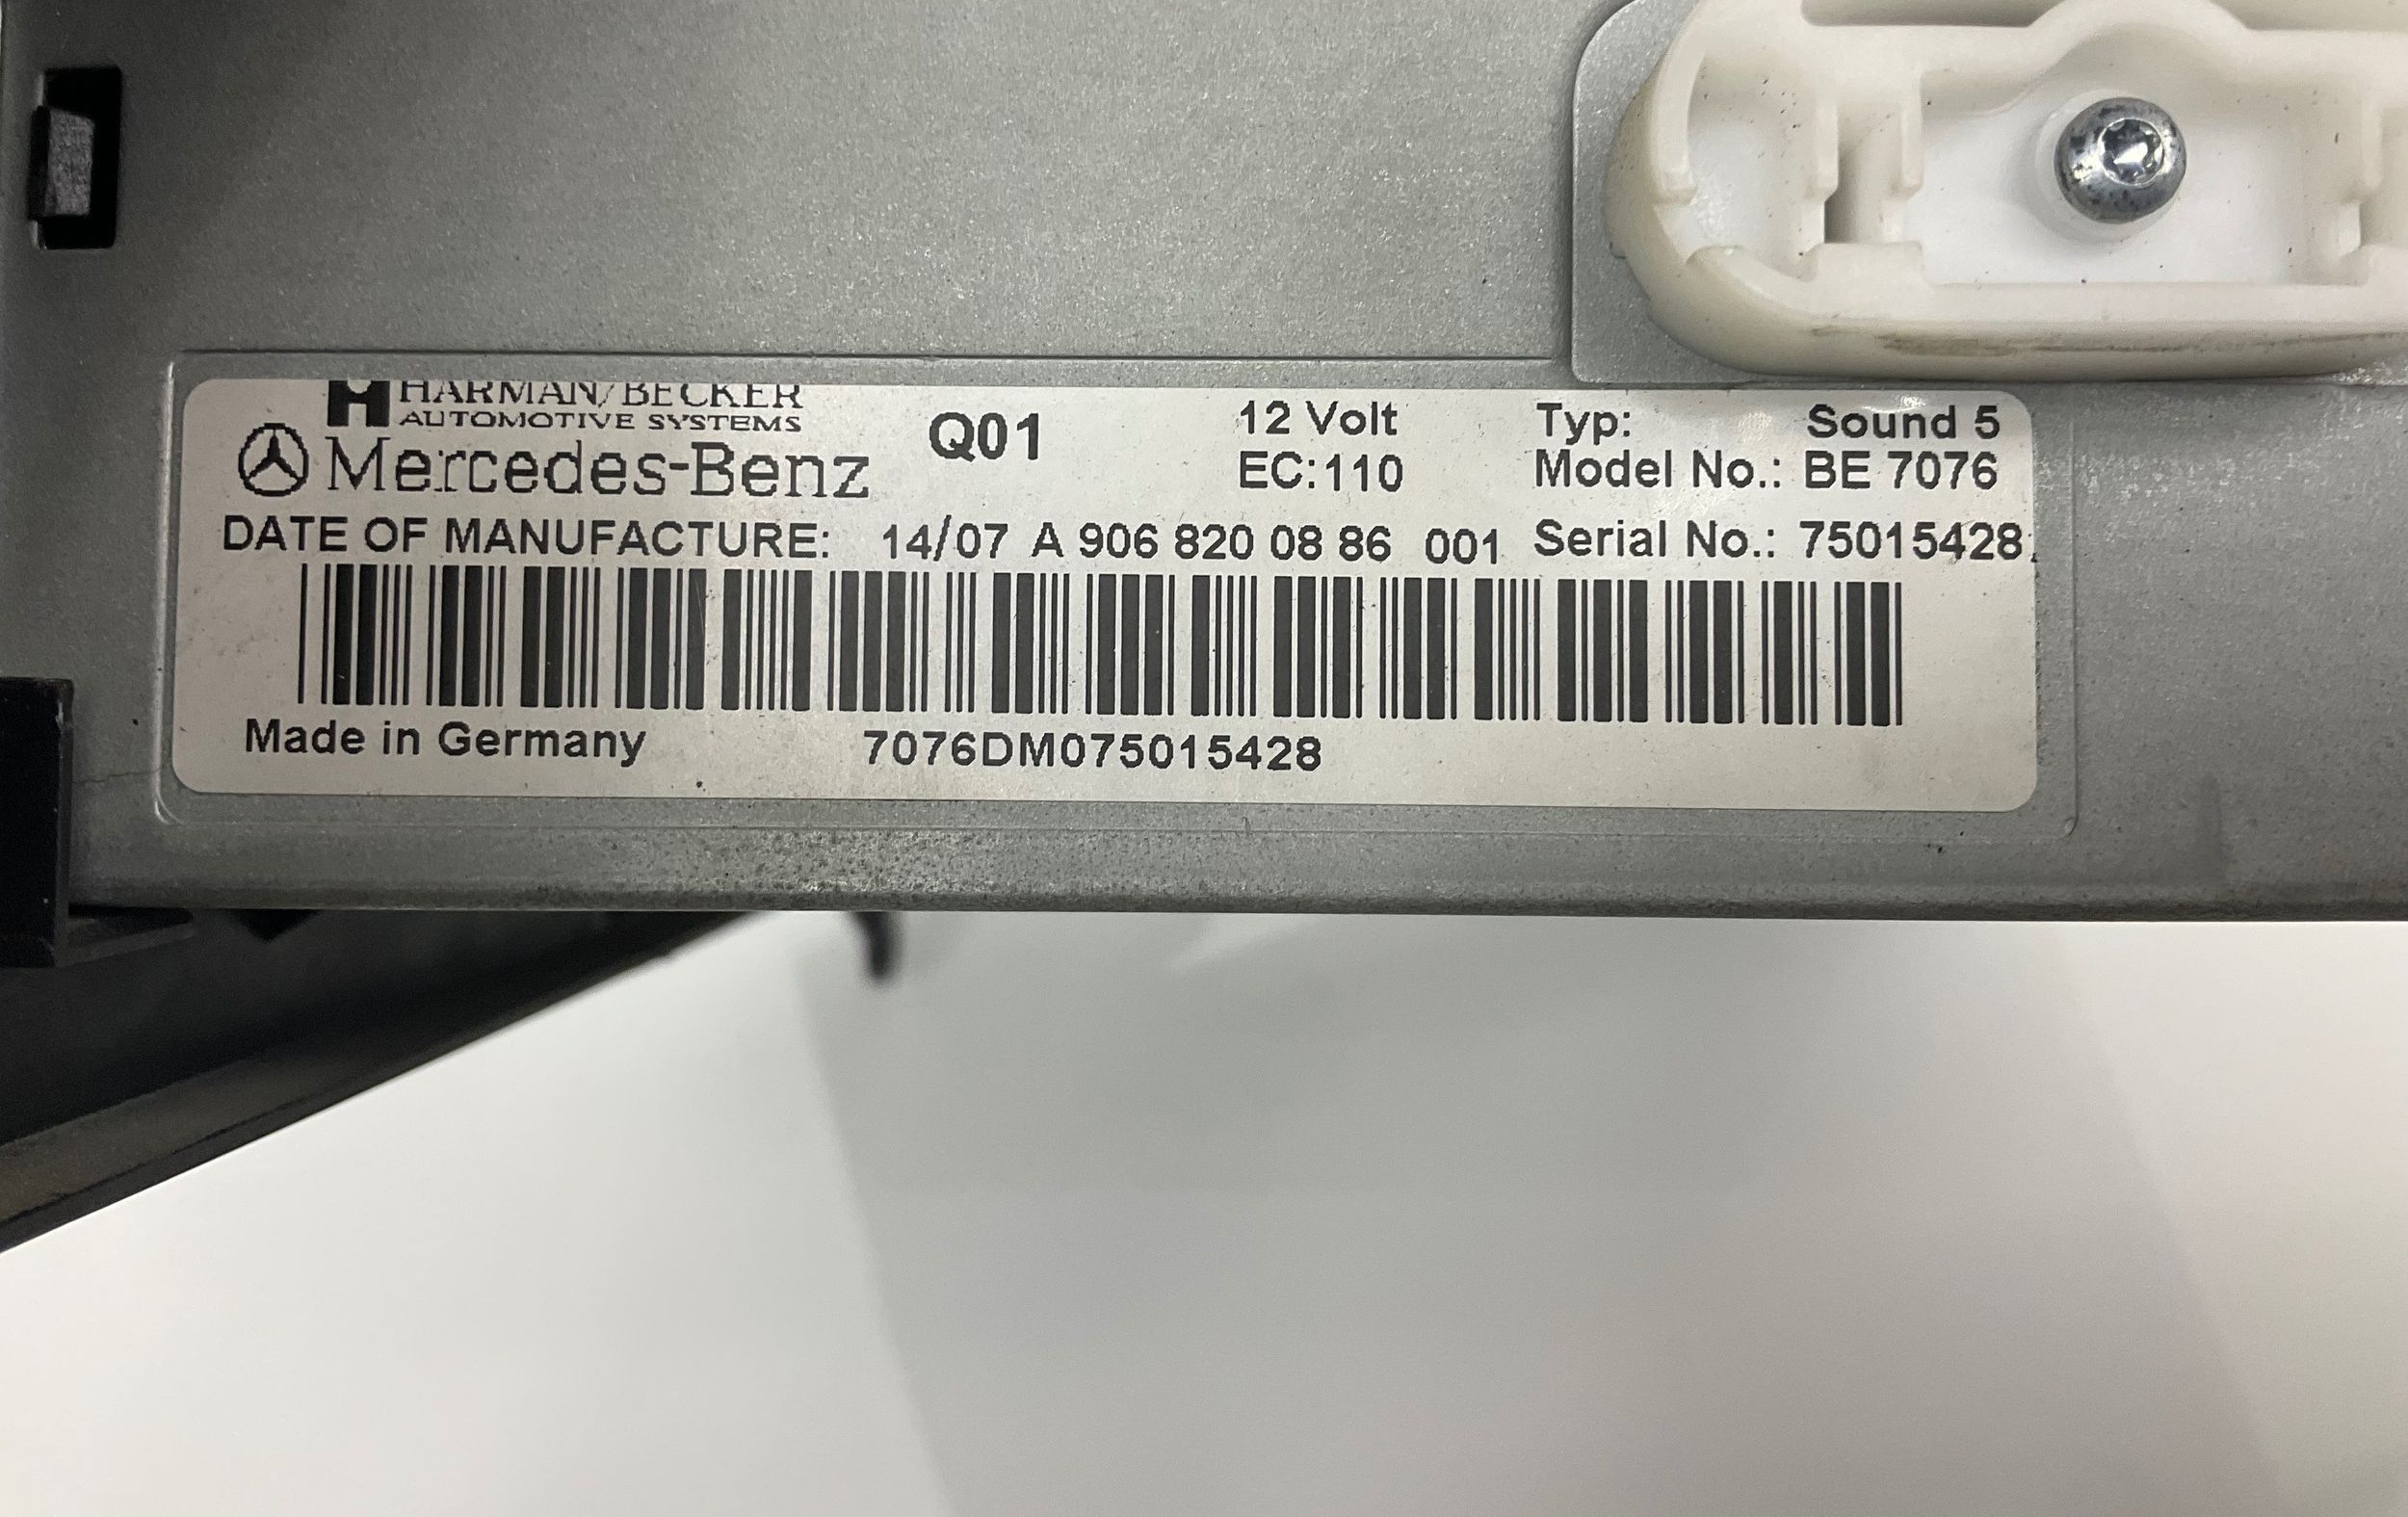 HARMAN/BECKER
AUTOMOTIVE SYSTEMS
Mercedes-Benz Q01 12 Volt Typ: Sound 5
EC:110 Model No.: BE 7076
DATE OF MANUFACTURE: 14/07 A 906 820 08 86 001 Serial No.: 75015428
Made in Germany 7076DM075015428